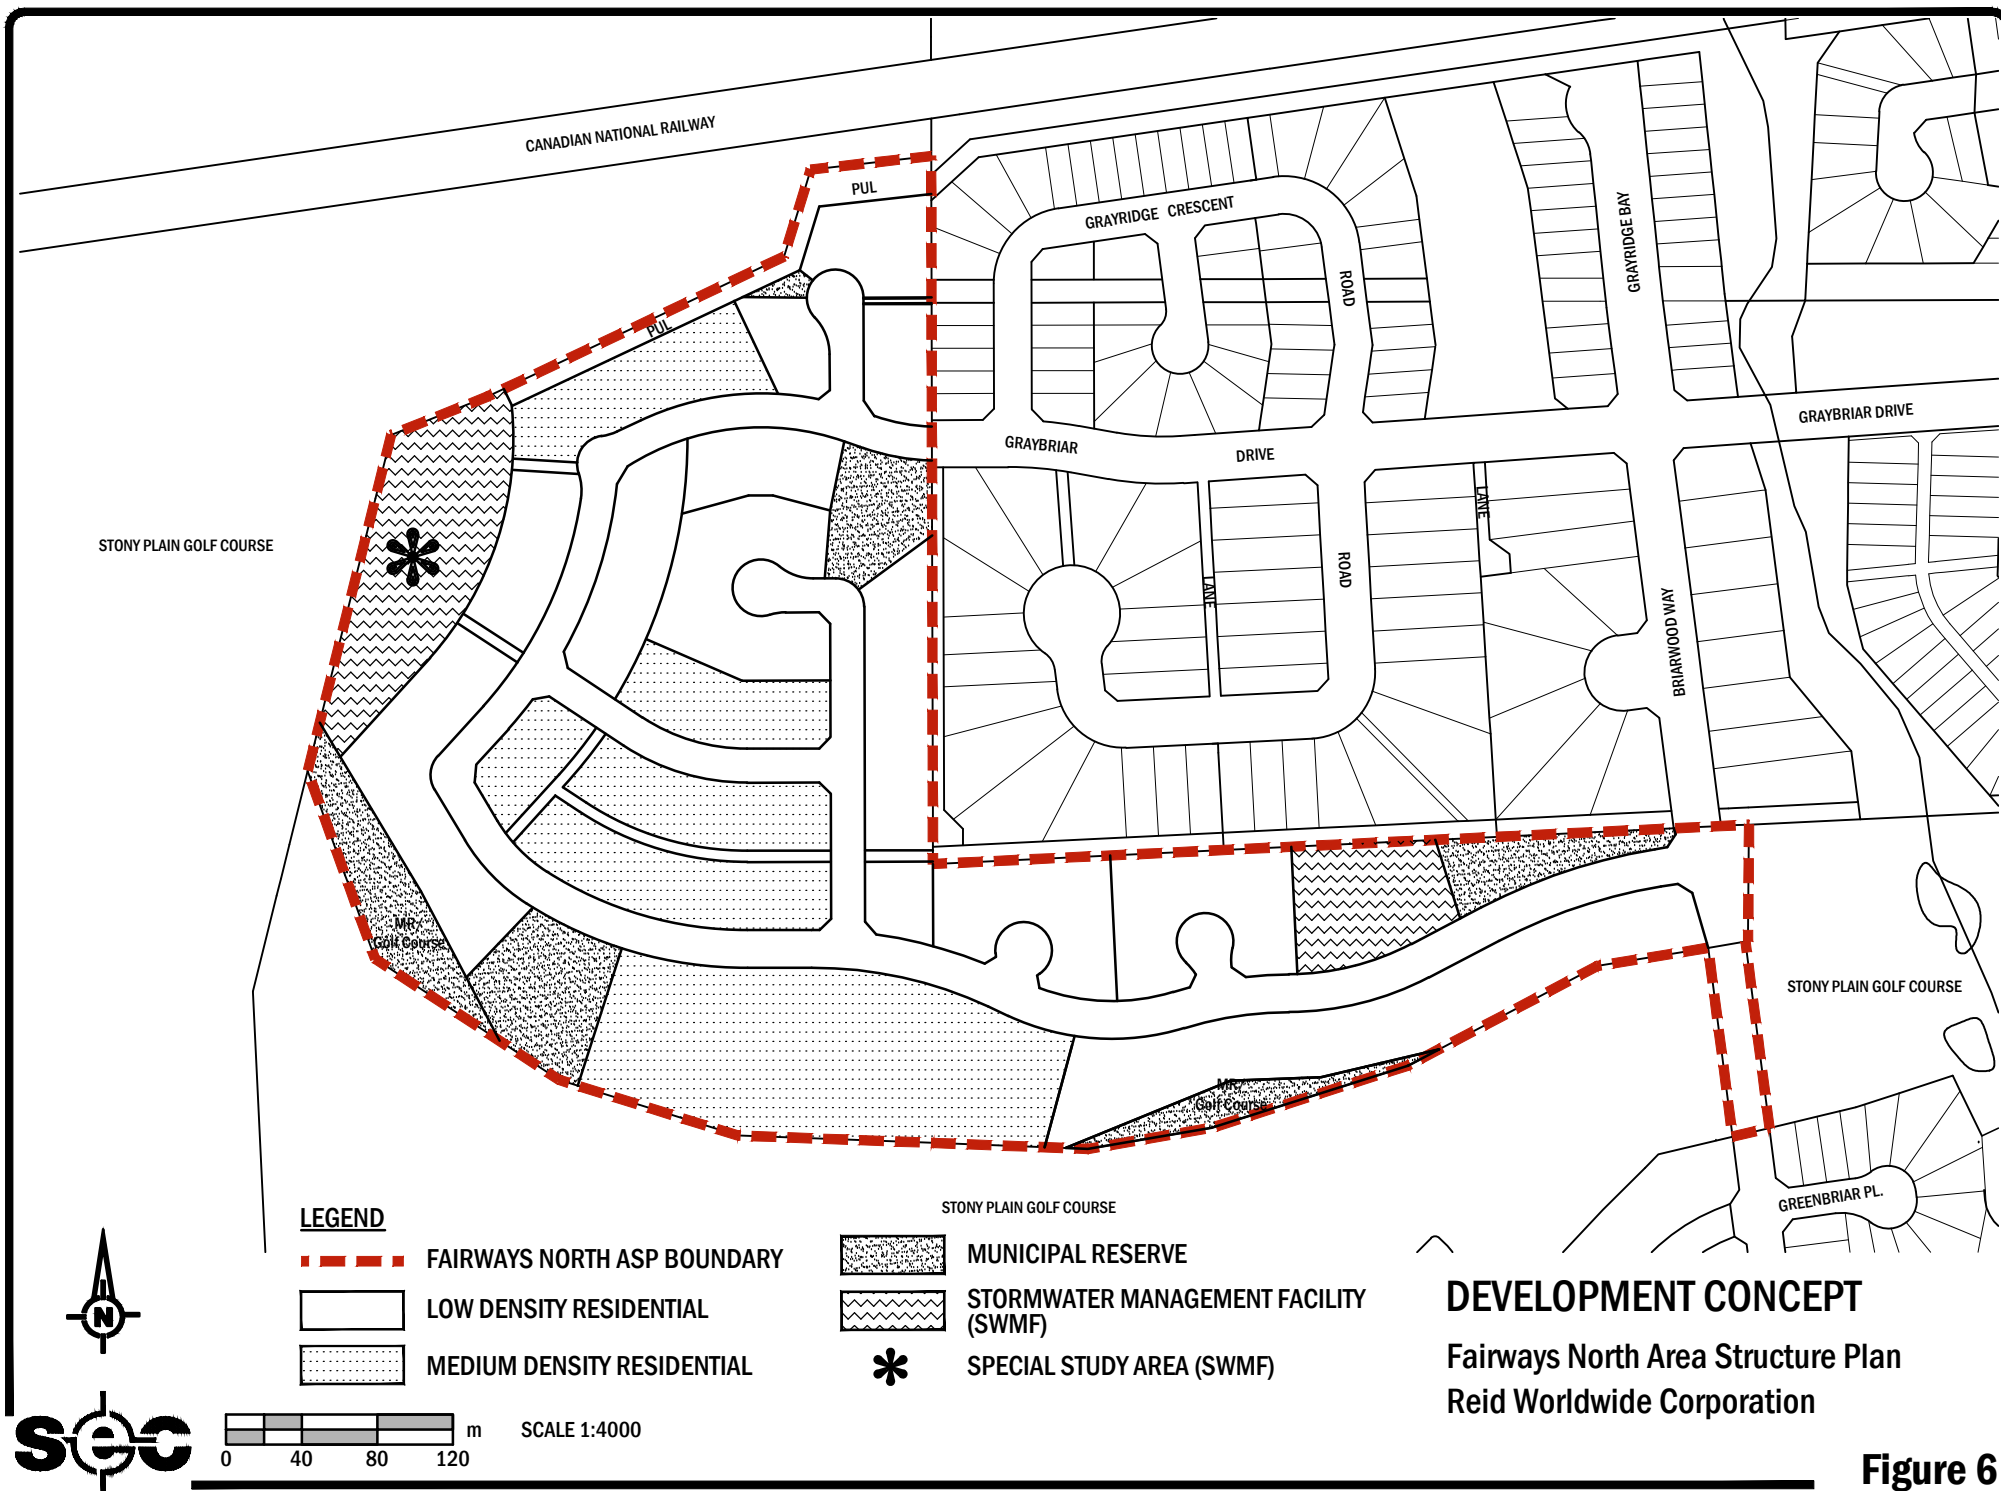 CANADIAN NATIONAL RAILWAY
PUL
GRAYRIDGE CRESCENT
GRAYRIDGE BAY
ROAD
PUL
GRAYBRIAR DRIVE
GRAYBRIAR
DRIVE
LANE
STONY PLAIN GOLF COURSE
ROAD
LANE
BRIARWOOD WAY
MR
Golf Course
STONY PLAIN GOLF COURSE
MR
Golf Course
GREENBRIAR PL.
STONY PLAIN GOLF COURSE
LEGEND
FAIRWAYS NORTH ASP BOUNDARY
LOW DENSITY RESIDENTIAL
MEDIUM DENSITY RESIDENTIAL
MUNICIPAL RESERVE
STORMWATER MANAGEMENT FACILITY
(SWMF)
SPECIAL STUDY AREA (SWMF)
N
sec
0 40 80 120
m
SCALE 1:4000
DEVELOPMENT CONCEPT
Fairways North Area Structure Plan
Reid Worldwide Corporation
Figure 6